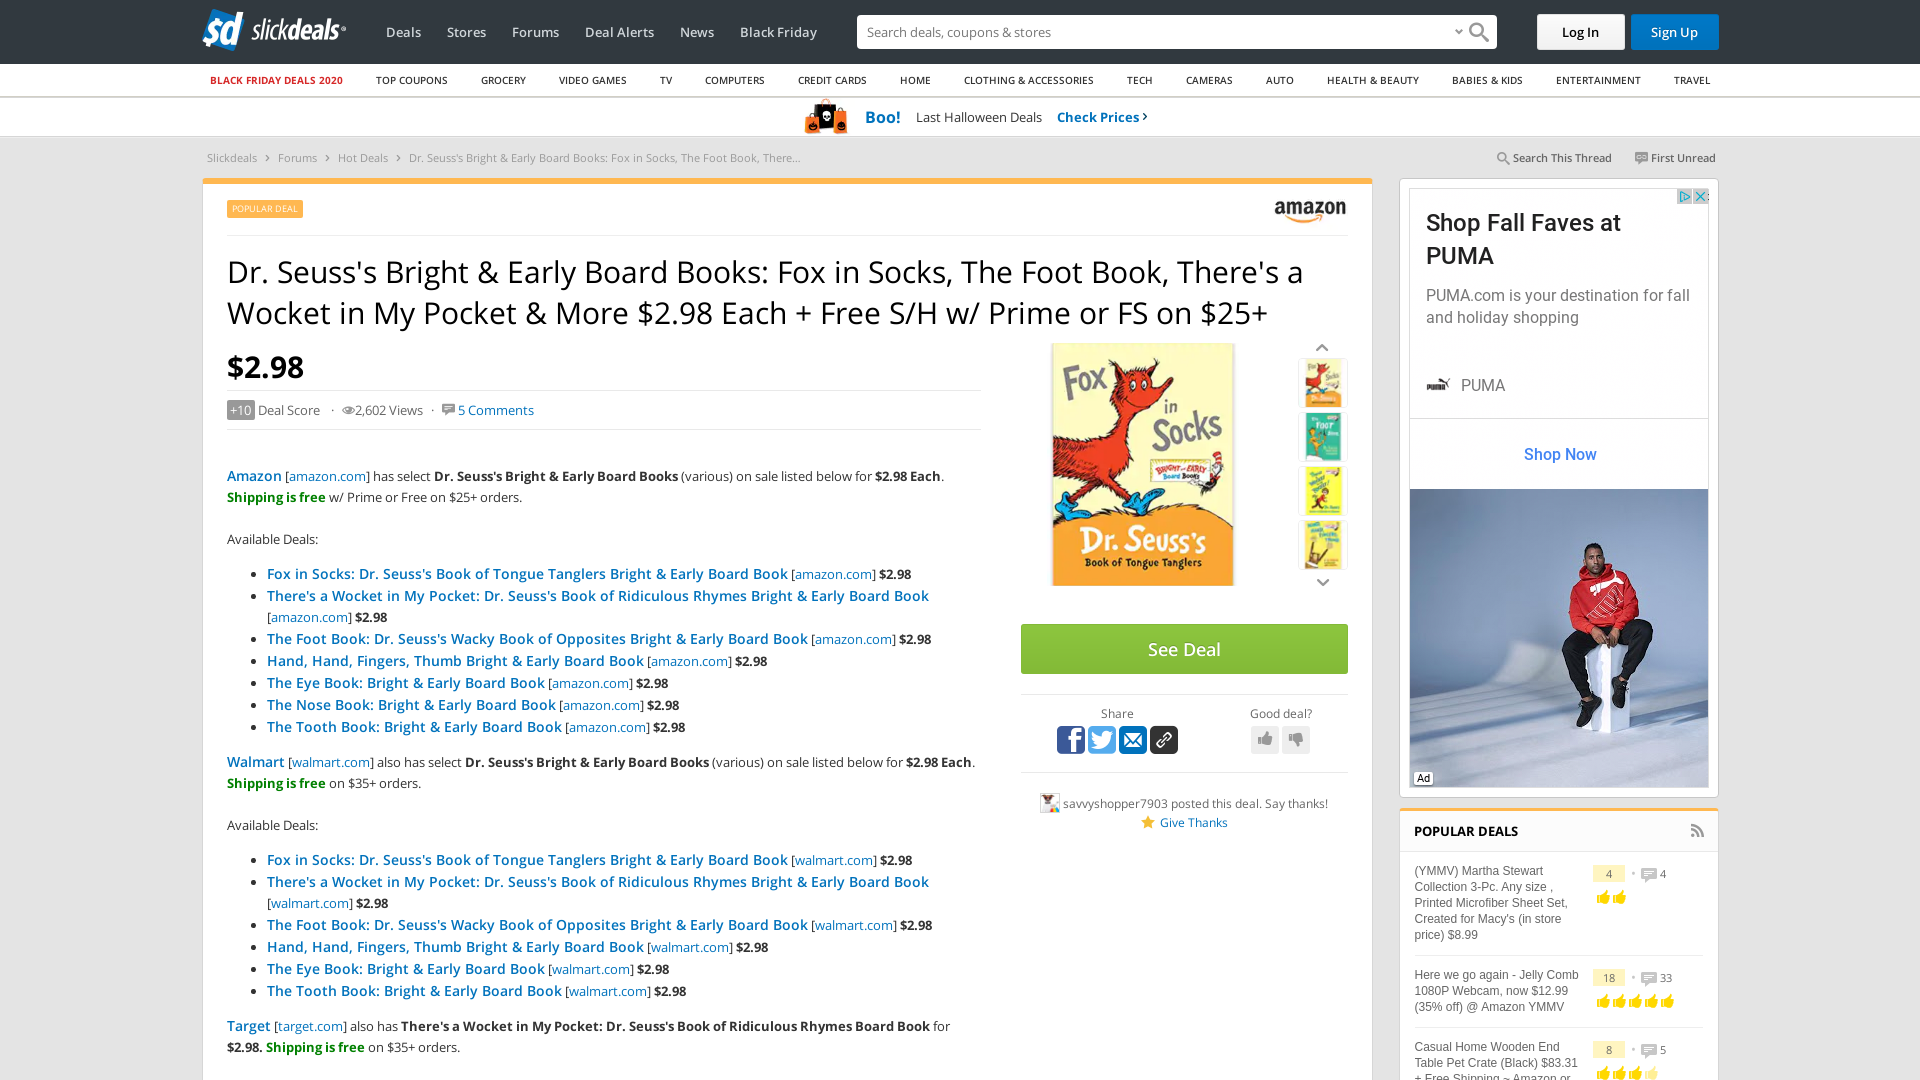 slickdeals
Deals Stores Forums Deal Alerts News Black Friday
Search deals, coupons & stores
Log In Sign Up
BLACK FRIDAY DEALS 2020 TOP COUPONS GROCERY VIDEO GAMES TV COMPUTERS CREDIT CARDS HOME CLOTHING & ACCESSORIES TECH CAMERAS AUTO HEALTH & BEAUTY BABIES & KIDS ENTERTAINMENT TRAVEL
Boo! Last Halloween Deals Check Prices
Slickdeals Forums Hot Deals Dr. Seuss's Bright & Early Board Books: Fox in Socks, The Foot Book, There...
Search This Thread First Unread
POPULAR DEAL
amazon
Dr. Seuss's Bright & Early Board Books: Fox in Socks, The Foot Book, There's a
Wocket in My Pocket & More $2.98 Each + Free S/H w/ Prime or FS on $25+
$2.98
+10 Deal Score · 2,602 Views · 5 Comments
Amazon [amazon.com] has select Dr. Seuss's Bright & Early Board Books (various) on sale listed below for $2.98 Each.
Shipping is free w/ Prime or Free on $25+ orders.
Available Deals:
Fox in Socks: Dr. Seuss's Book of Tongue Tanglers Bright & Early Board Book [amazon.com] $2.98
There's a Wocket in My Pocket: Dr. Seuss's Book of Ridiculous Rhymes Bright & Early Board Book
[amazon.com] $2.98
The Foot Book: Dr. Seuss's Wacky Book of Opposites Bright & Early Board Book [amazon.com] $2.98
Hand, Hand, Fingers, Thumb Bright & Early Board Book [amazon.com] $2.98
The Eye Book: Bright & Early Board Book [amazon.com] $2.98
The Nose Book: Bright & Early Board Book [amazon.com] $2.98
The Tooth Book: Bright & Early Board Book [amazon.com] $2.98
Walmart [walmart.com] also has select Dr. Seuss's Bright & Early Board Books (various) on sale listed below for $2.98 Each.
Shipping is free on $35+ orders.
Available Deals:
Fox in Socks: Dr. Seuss's Book of Tongue Tanglers Bright & Early Board Book [walmart.com] $2.98
There's a Wocket in My Pocket: Dr. Seuss's Book of Ridiculous Rhymes Bright & Early Board Book
[walmart.com] $2.98
The Foot Book: Dr. Seuss's Wacky Book of Opposites Bright & Early Board Book [walmart.com] $2.98
Hand, Hand, Fingers, Thumb Bright & Early Board Book [walmart.com] $2.98
The Eye Book: Bright & Early Board Book [walmart.com] $2.98
The Tooth Book: Bright & Early Board Book [walmart.com] $2.98
Target [target.com] also has There's a Wocket in My Pocket: Dr. Seuss's Book of Ridiculous Rhymes Board Book for
$2.98. Shipping is free on $35+ orders.
Fox
in
Socks
BRIGHT and EARLY
Board Books
Dr. Seuss's
Book of Tongue Tanglers
See Deal
Share Good deal?
savvyshopper7903 posted this deal. Say thanks!
Give Thanks
Shop Fall Faves at
PUMA
PUMA.com is your destination for fall
and holiday shopping
PUMA
Shop Now
Ad
POPULAR DEALS
(YMMV) Martha Stewart
Collection 3-Pc. Any size ,
Printed Microfiber Sheet Set,
Created for Macy's (in store
price) $8.99
4 · 4
Here we go again - Jelly Comb
1080P Webcam, now $12.99
(35% off) @ Amazon YMMV
18 · 33
Casual Home Wooden End
Table Pet Crate (Black) $83.31
+ Free Shipping ~ Amazon or
8 · 5